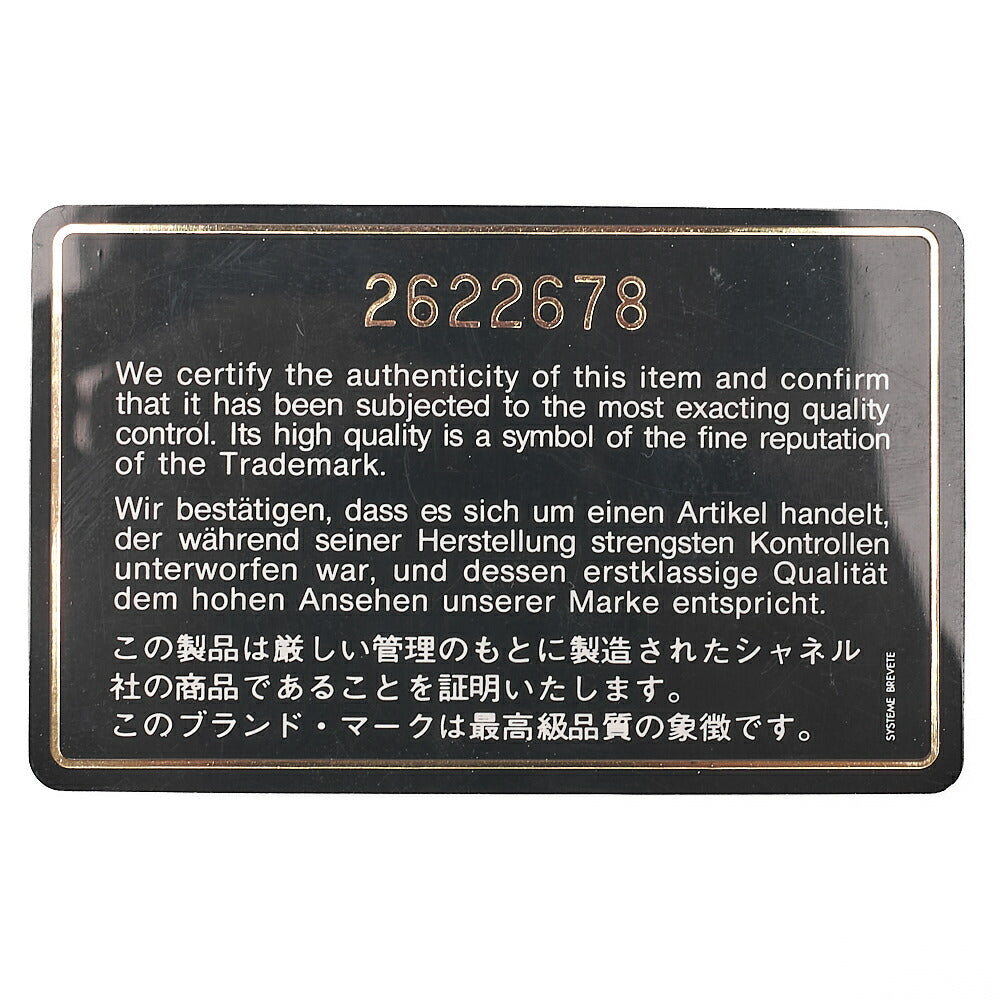 2622678
We certify the authenticity of this item and confirm
that it has been subjected to the most exacting quality
control. Its high quality is a symbol of the fine reputation
of the Trademark.
Wir bestätigen, dass es sich um einen Artikel handelt,
der während seiner Herstellung strengsten Kontrollen
unterworfen war, und dessen erstklassige Qualität
dem hohen Ansehen unserer Marke entspricht.
この製品は厳しい管理のもとに製造されたシャネル
社の商品であることを証明いたします。
このブランド・マークは最高級品質の象徴です。
SYSTEME BREVETE